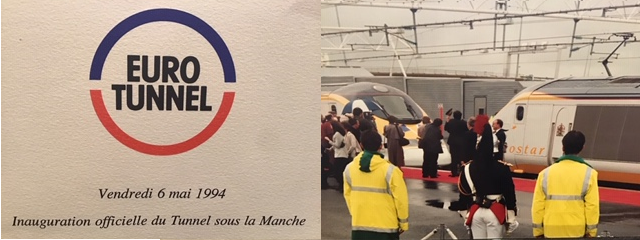 EURO
TUNNEL
Vendredi 6 mai 1994
Inauguration officielle du Tunnel sous la Manche
ostar